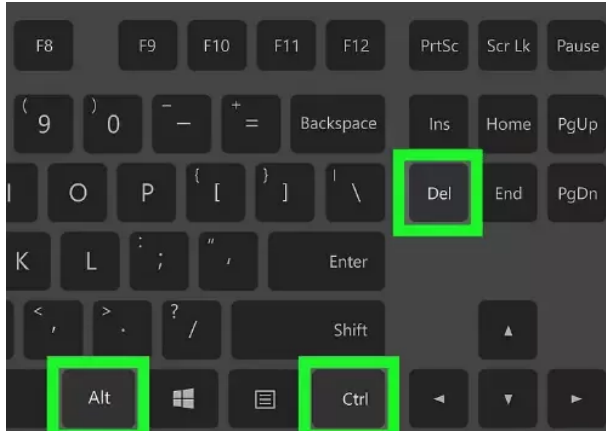 F8 F9 F10 F11 F12 PrtSc Scr Lk Pause
( ) - +
9 0 - = Backspace Ins Home PgUp
{ } |
I O P [ ] \ Del End PgDn
: "
K L ; ' Enter
< > ?
, . / Shift
Alt Ctrl